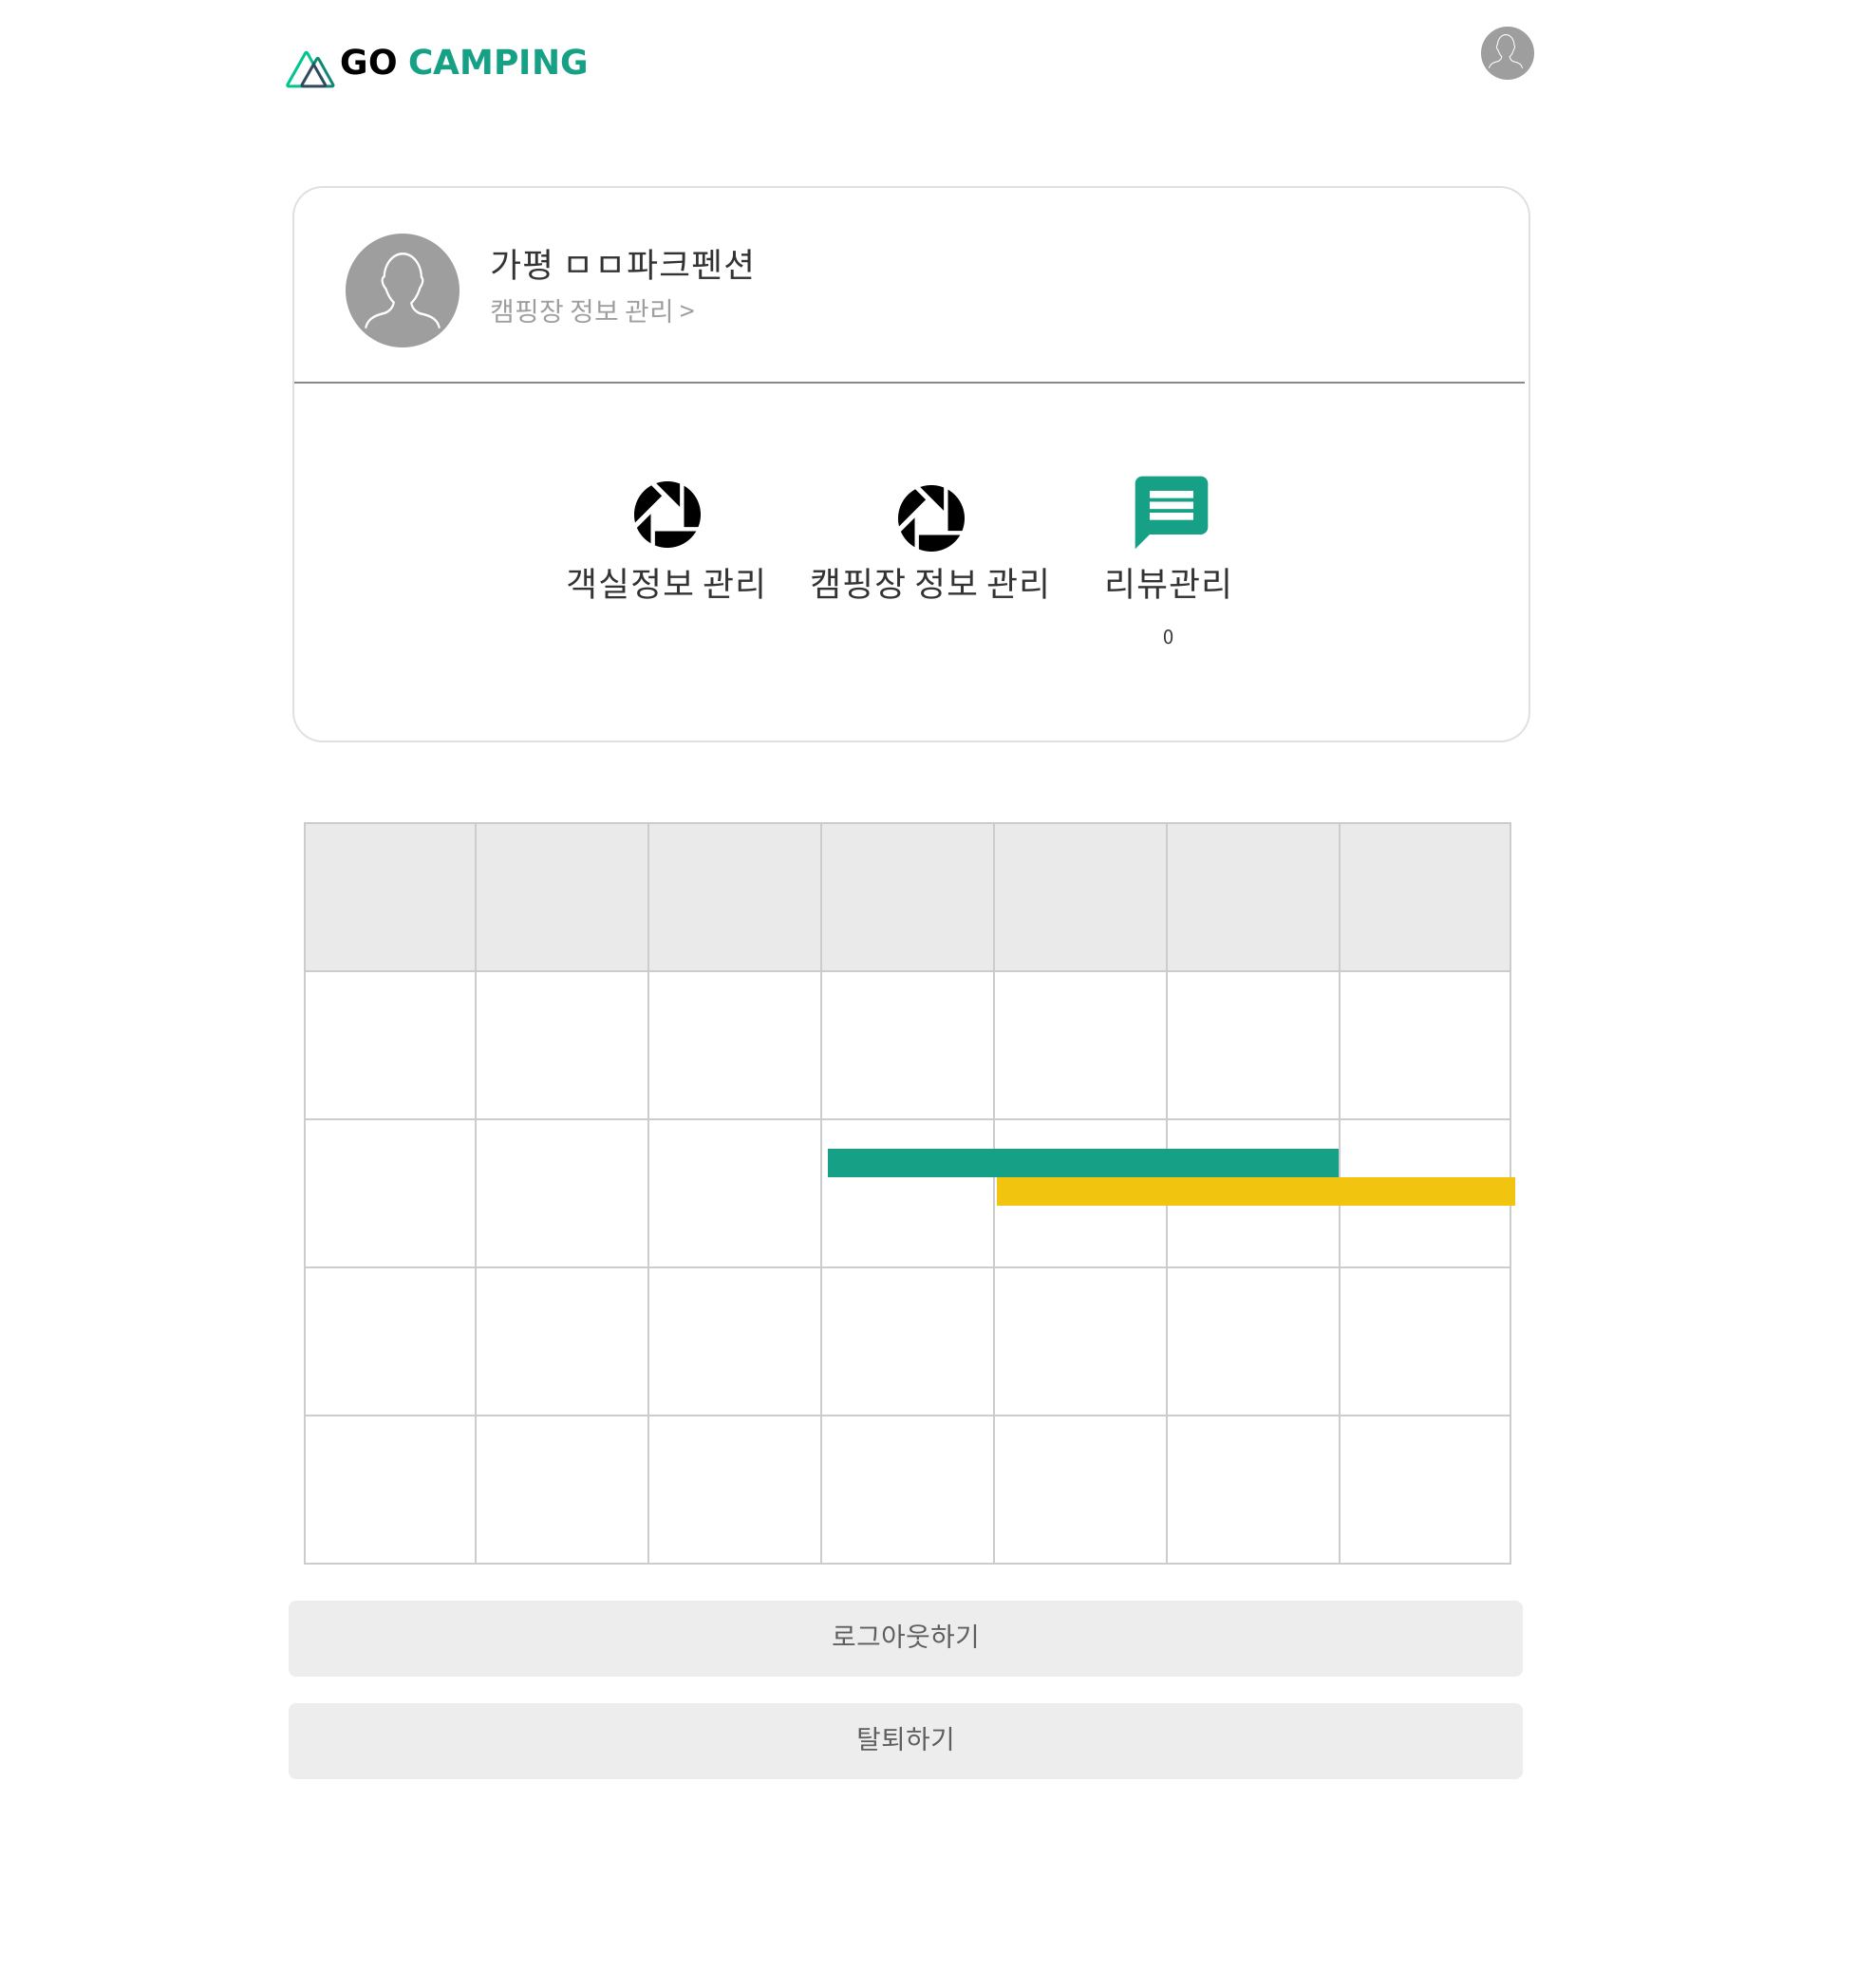 GO CAMPING
가평 ㅁㅁ파크펜션
캠핑장 정보 관리 >
객실정보 관리
캠핑장 정보 관리
리뷰관리
0
로그아웃하기
탈퇴하기